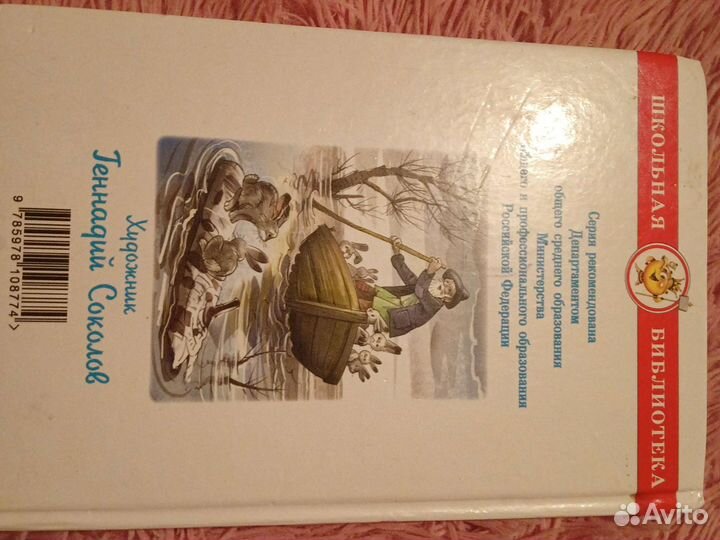 ШКОЛЬНАЯ БИБЛИОТЕКА
Серия рекомендована
Департаментом
общего среднего образования
Министерства
общего и профессионального образования
Российской Федерации
Художник
Геннадий Соколов
9 785978 108774 >
Avito